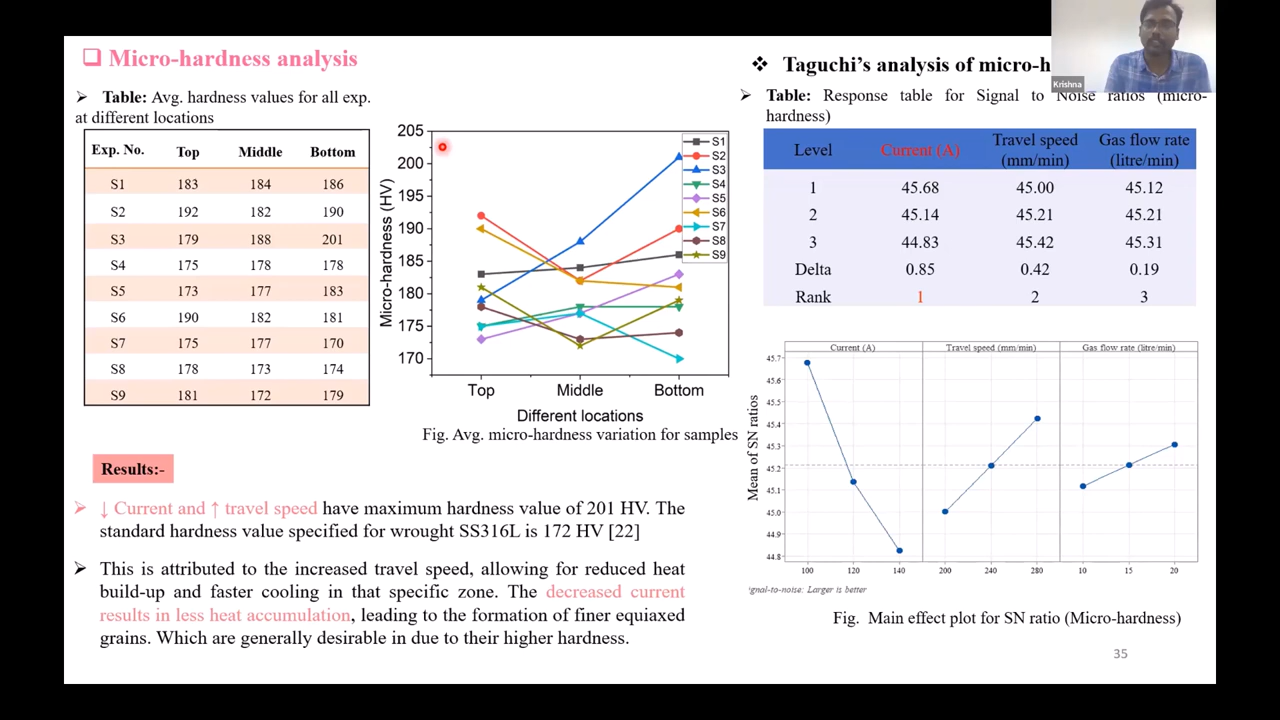 ❑ Micro-hardness analysis
➢ Table: Avg. hardness values for all exp.
at different locations
Exp. No. Top Middle Bottom
S1 183 184 186
S2 192 182 190
S3 179 188 201
S4 175 178 178
S5 173 177 183
S6 190 182 181
S7 175 177 170
S8 178 173 174
S9 181 172 179
Micro-hardness (HV)
205
200
195
190
185
180
175
170
S1
S2
S3
S4
S5
S6
S7
S8
S9
Top Middle Bottom
Different locations
Fig. Avg. micro-hardness variation for samples
Results:-
➢ ↓ Current and ↑ travel speed have maximum hardness value of 201 HV. The
standard hardness value specified for wrought SS316L is 172 HV [22]
➢ This is attributed to the increased travel speed, allowing for reduced heat
build-up and faster cooling in that specific zone. The decreased current
results in less heat accumulation, leading to the formation of finer equiaxed
grains. Which are generally desirable in due to their higher hardness.
❖ Taguchi's analysis of micro-h
Krishna
➢ Table: Response table for Signal to Noise ratios (micro-
hardness)
Level Current (A) Travel speed (mm/min) Gas flow rate (litre/min)
1 45.68 45.00 45.12
2 45.14 45.21 45.21
3 44.83 45.42 45.31
Delta 0.85 0.42 0.19
Rank 1 2 3
Current (A) Travel speed (mm/min) Gas flow rate (litre/min)
Mean of SN ratios
45.7
45.6
45.5
45.4
45.3
45.2
45.1
45.0
44.9
44.8
100 120 140 200 240 280 10 15 20
ignal-to-noise: Larger is better
Fig. Main effect plot for SN ratio (Micro-hardness)
35